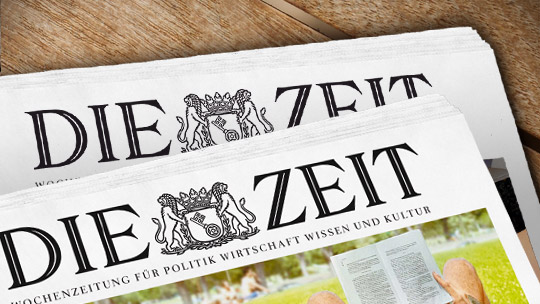 DIE ZEIT
DIE ZEIT
WOCHENZEITUNG FÜR POLITIK WIRTSCHAFT WISSEN UND KULTUR